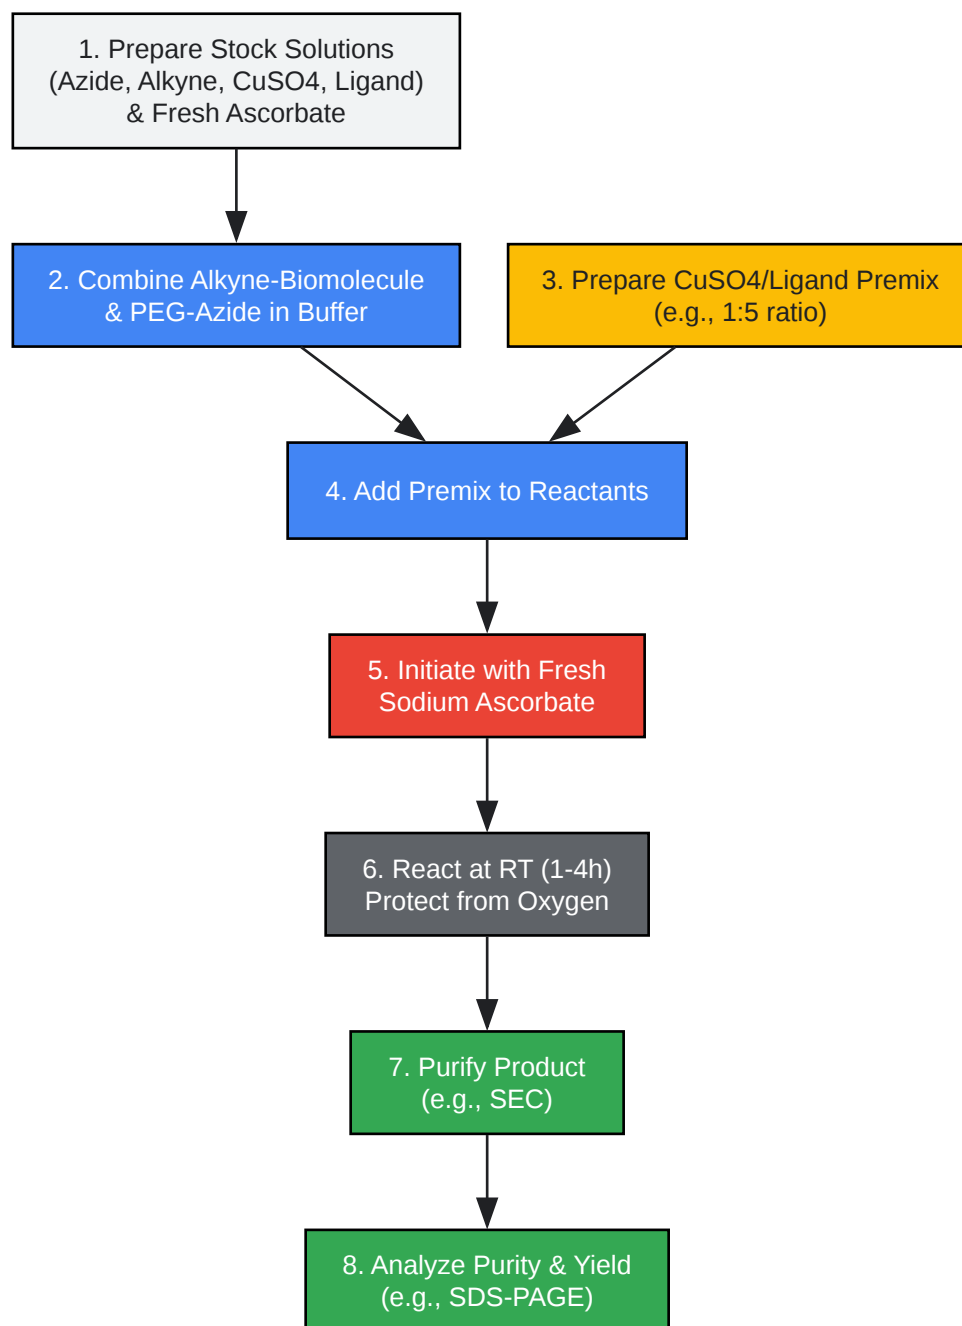 1. Prepare Stock Solutions
(Azide, Alkyne, CuSO4, Ligand)
& Fresh Ascorbate
2. Combine Alkyne-Biomolecule
& PEG-Azide in Buffer
3. Prepare CuSO4/Ligand Premix
(e.g., 1:5 ratio)
4. Add Premix to Reactants
5. Initiate with Fresh
Sodium Ascorbate
6. React at RT (1-4h)
Protect from Oxygen
7. Purify Product
(e.g., SEC)
8. Analyze Purity & Yield
(e.g., SDS-PAGE)